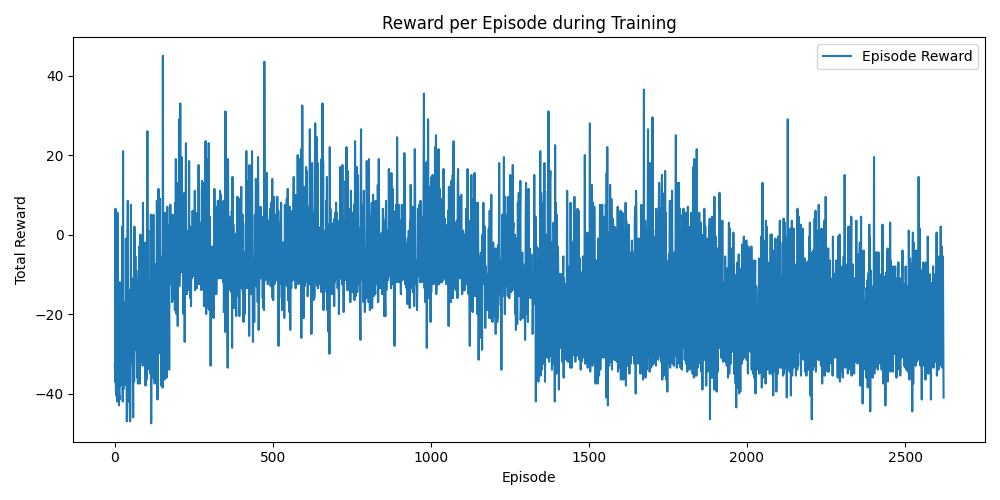 Reward per Episode during Training
Episode Reward
Total Reward
40
20
0
−20
−40
0
500
1000
1500
2000
2500
Episode